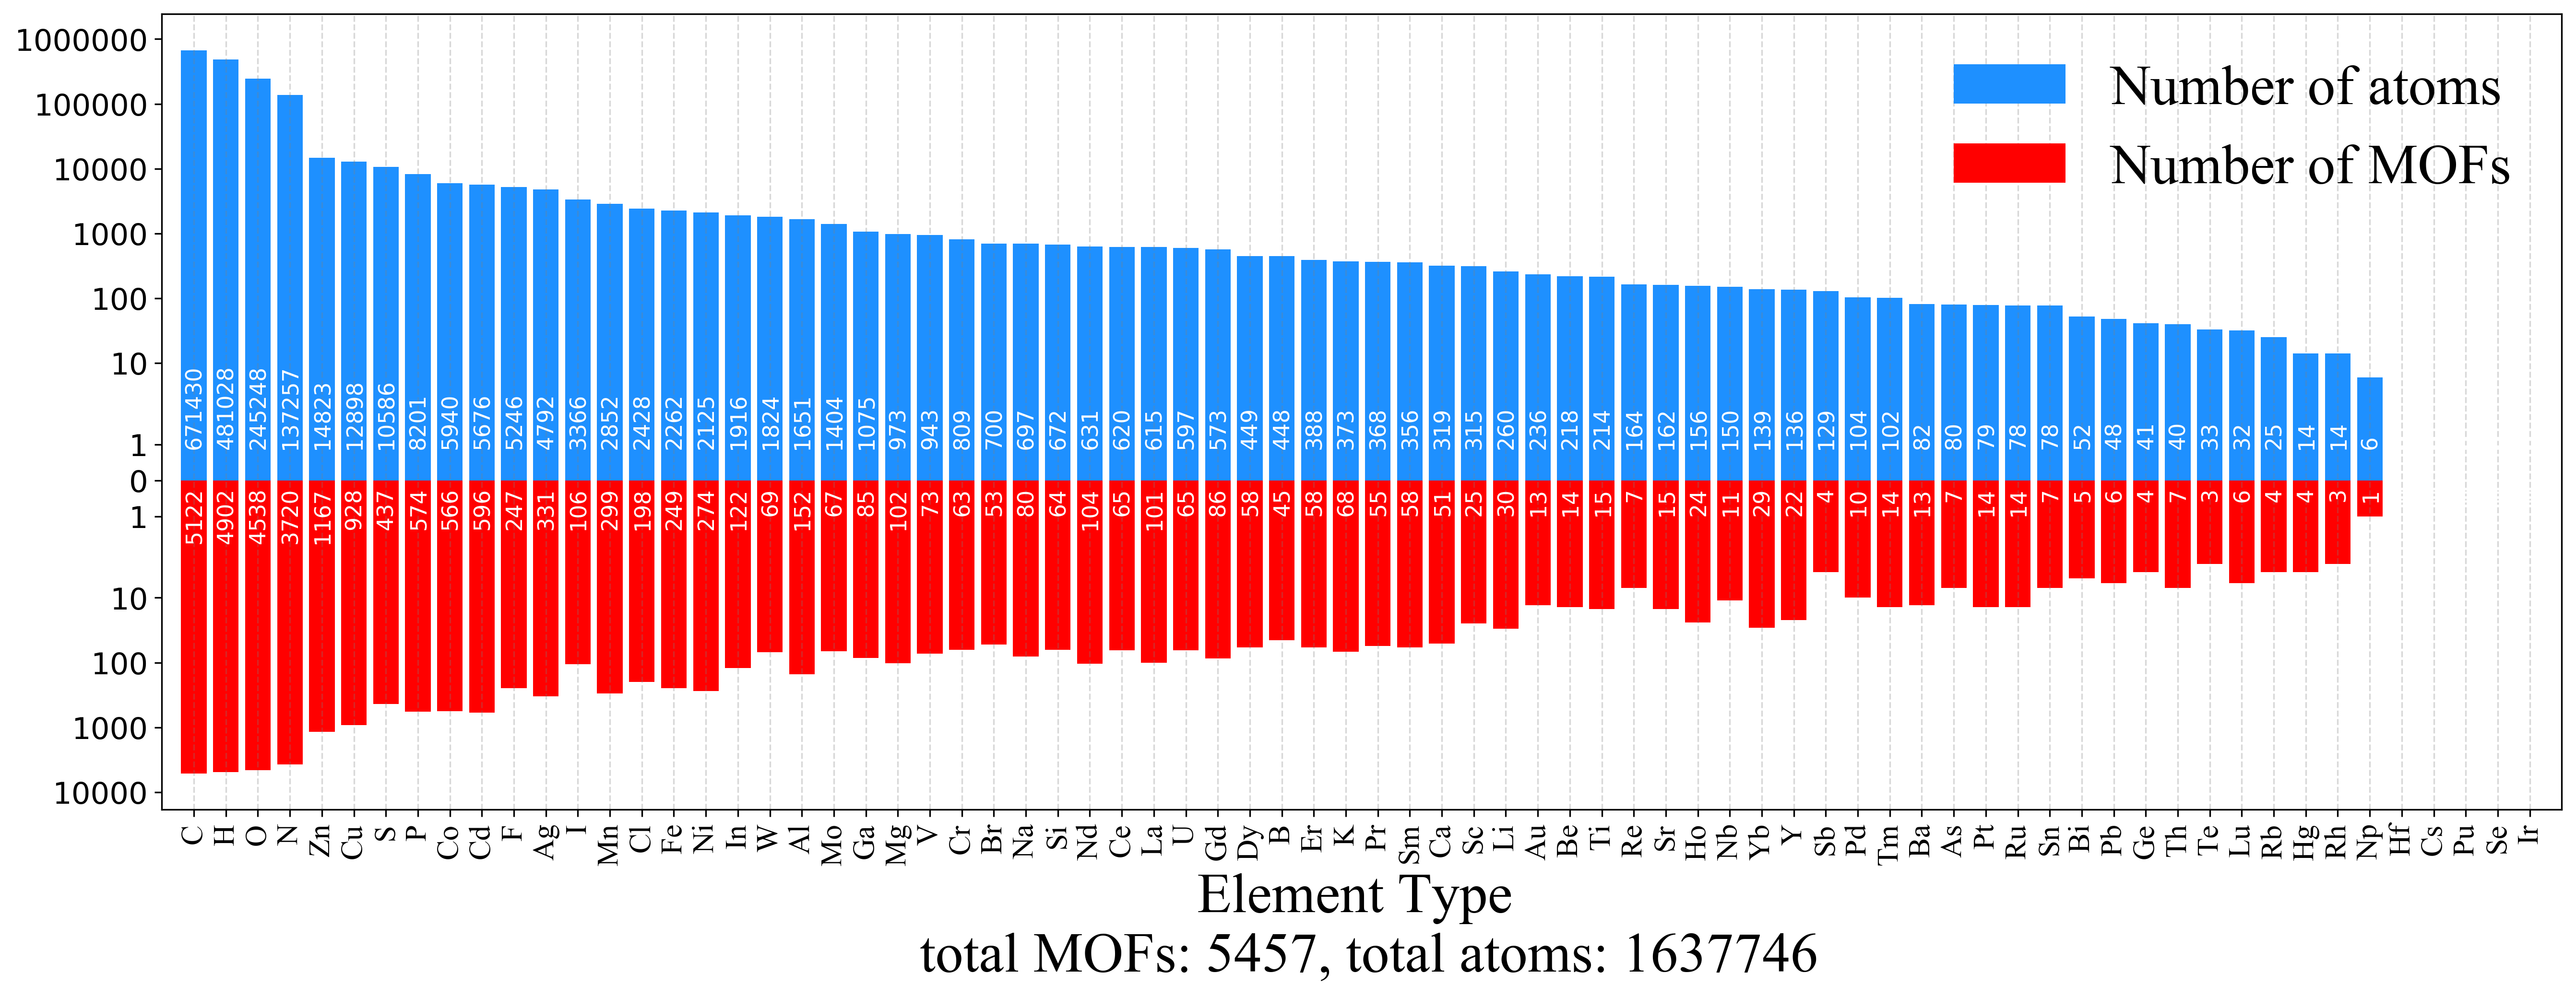 1000000
100000
10000
1000
100
10
1
0
1
10
100
1000
10000
Number of atoms
Number of MOFs
671430 481028 245248 137257 14823 12898 10586 8201 5940 5676 5246 4792 3366 2852 2428 2262 2125 1916 1824 1651 1404 1075 973 943 809 700 697 672 631 620 615 597 573 449 448 388 373 368 356 319 315 260 236 218 214 164 162 156 150 139 136 129 104 102 82 80 79 78 78 52 48 41 40 33 32 25 14 14 6
5122 4902 4538 3720 1167 928 437 574 566 596 247 331 106 299 198 249 274 122 69 152 67 85 102 73 63 53 80 64 104 65 101 65 86 58 45 58 68 55 58 51 25 30 13 14 15 7 15 24 11 29 22 4 10 14 13 7 14 14 7 5 6 4 7 3 6 4 4 3 1
C H O N Zn Cu S P Co Cd F Ag I Mn Cl Fe Ni In W Al Mo Ga Mg V Cr Br Na Si Nd Ce La U Gd Dy B Er K Pr Sm Ca Sc Li Au Be Ti Re Sr Ho Nb Yb Y Sb Pd Tm Ba As Pt Ru Sn Bi Pb Ge Th Te Lu Rb Hg Rh Np Hf Cs Pu Se Ir
Element Type
total MOFs: 5457, total atoms: 1637746